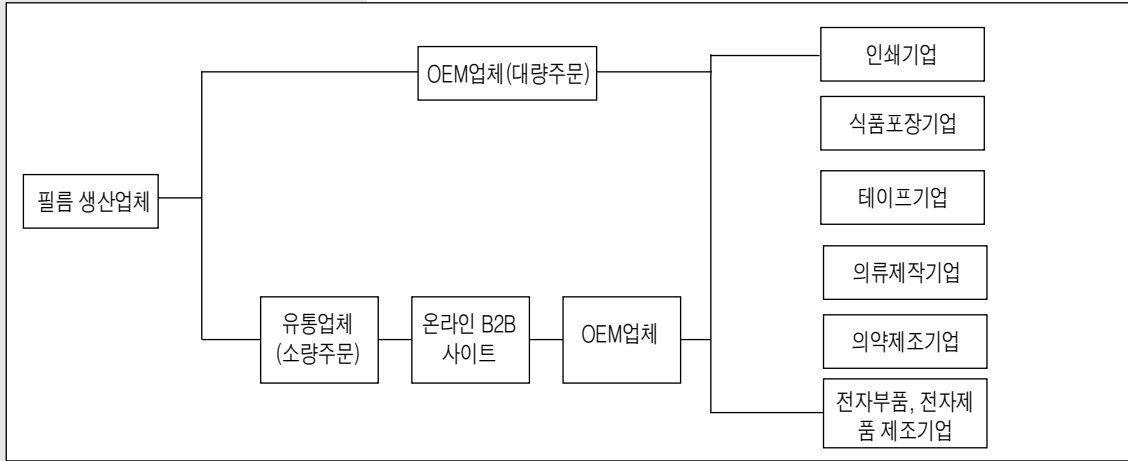 인쇄기업
OEM업체(대량주문)
식품포장기업
필름 생산업체
테이프기업
의류제작기업
유통업체
(소량주문)
온라인 B2B
사이트
OEM업체
의약제조기업
전자부품, 전자제
품 제조기업